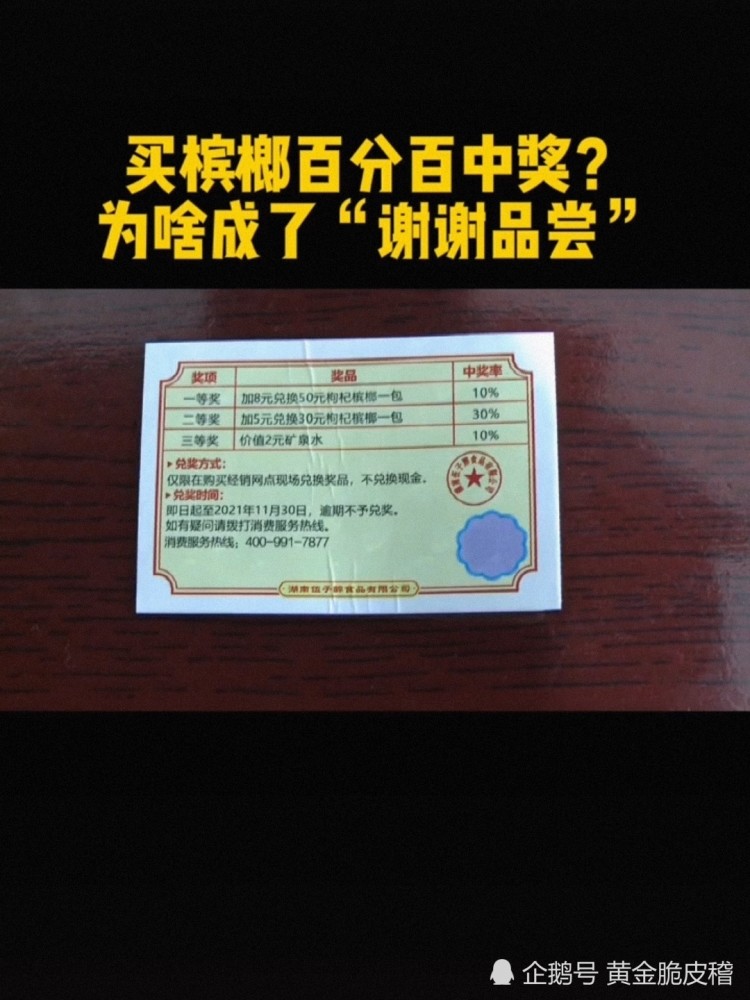 买槟榔百分百中奖？
为啥成了“谢谢品尝”
奖项 奖品 中奖率
一等奖 加8元兑换50元枸杞槟榔一包 10%
二等奖 加5元兑换30元枸杞槟榔一包 30%
三等奖 价值2元矿泉水 10%
▸兑奖方式：
仅限在购买经销网点现场兑换奖品，不兑换现金。
▸兑奖时间：
即日起至2021年11月30日，逾期不予兑奖。
如有疑问请拨打消费服务热线。
消费服务热线：400-991-7877
湖南伍子醉食品有限公司
企鹅号 黄金脆皮稽